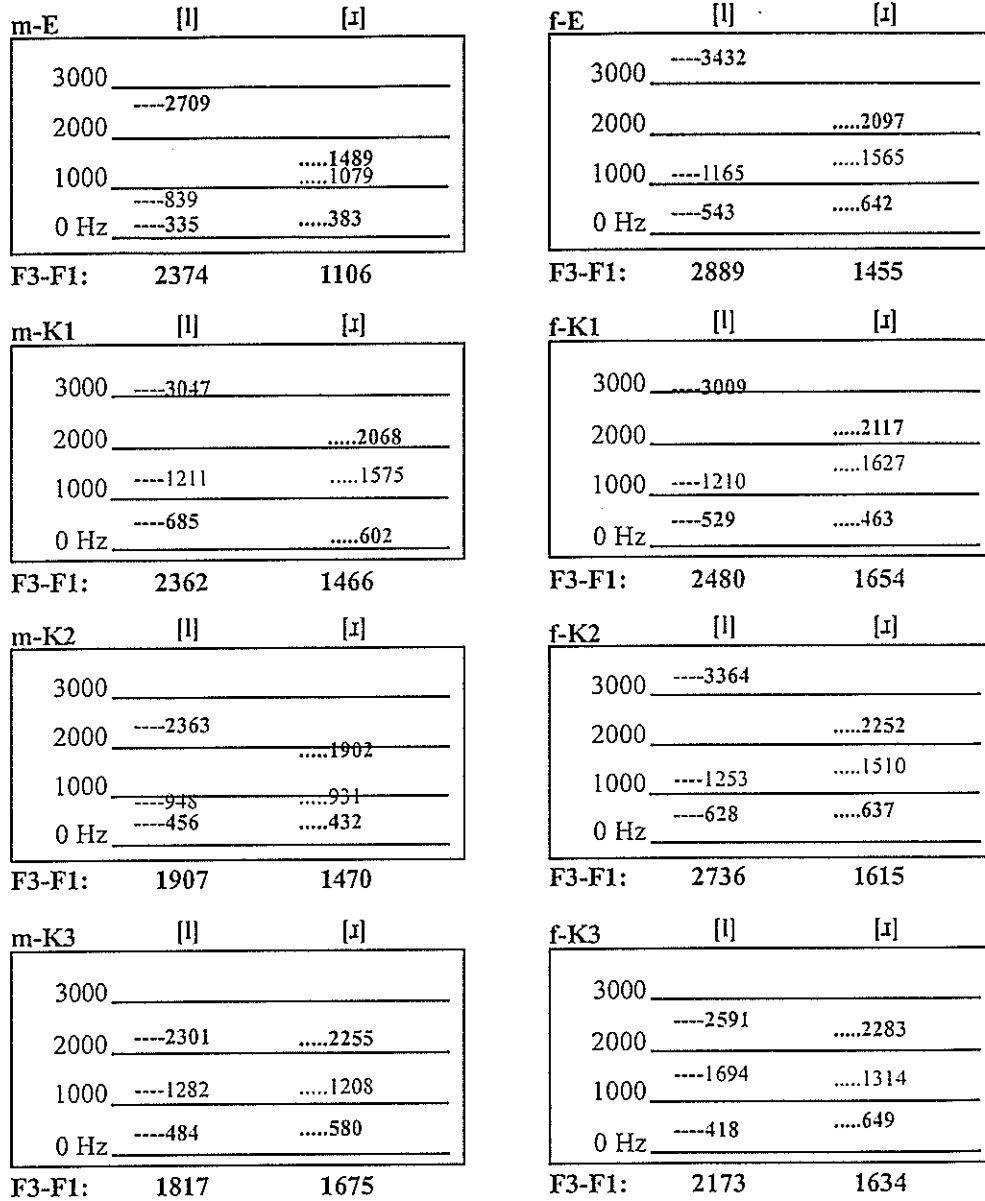 m-E [l] [ɹ]
3000
----2709
2000
.....1489
1000 .....1079
----839
0 Hz ----335 .....383
F3-F1: 2374 1106
f-E [l] [ɹ]
----3432
3000
2000 .....2097
.....1565
1000 ----1165
.....642
0 Hz ----543
F3-F1: 2889 1455
m-K1 [l] [ɹ]
3000 ----3047
2000 .....2068
----1211 .....1575
1000
----685
0 Hz .....602
F3-F1: 2362 1466
f-K1 [l] [ɹ]
3000 ----3009
2000 .....2117
.....1627
1000 ----1210
----529 .....463
0 Hz
F3-F1: 2480 1654
m-K2 [l] [ɹ]
3000
----2363
2000
.....1902
1000
----948 .....931
0 Hz ----456 .....432
F3-F1: 1907 1470
f-K2 [l] [ɹ]
3000 ----3364
2000 .....2252
.....1510
1000 ----1253
----628 .....637
0 Hz
F3-F1: 2736 1615
m-K3 [l] [ɹ]
3000
2000 ----2301 .....2255
1000 ----1282 .....1208
----484 .....580
0 Hz
F3-F1: 1817 1675
f-K3 [l] [ɹ]
3000
----2591
2000 .....2283
----1694 .....1314
1000
.....649
0 Hz ----418
F3-F1: 2173 1634